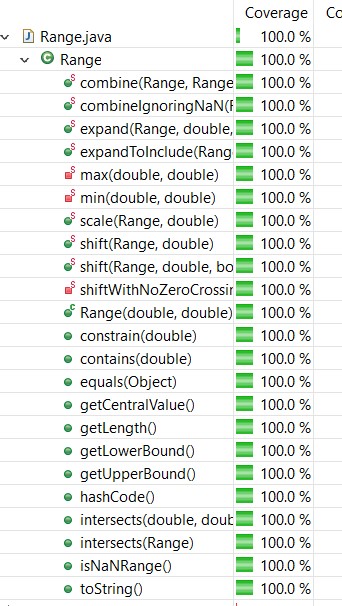 Coverage Co
Range.java 100.0 %
Range 100.0 %
combine(Range, Range 100.0 %
combineIgnoringNaN(R 100.0 %
expand(Range, double, 100.0 %
expandToInclude(Rang 100.0 %
max(double, double) 100.0 %
min(double, double) 100.0 %
scale(Range, double) 100.0 %
shift(Range, double) 100.0 %
shift(Range, double, bo 100.0 %
shiftWithNoZeroCrossin 100.0 %
Range(double, double) 100.0 %
constrain(double) 100.0 %
contains(double) 100.0 %
equals(Object) 100.0 %
getCentralValue() 100.0 %
getLength() 100.0 %
getLowerBound() 100.0 %
getUpperBound() 100.0 %
hashCode() 100.0 %
intersects(double, doub 100.0 %
intersects(Range) 100.0 %
isNaNRange() 100.0 %
toString() 100.0 %